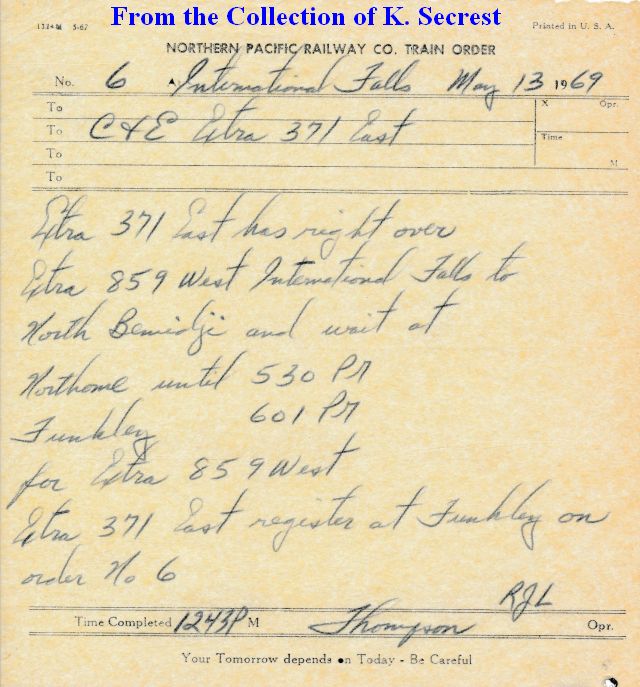 From the Collection of K. Secrest
5-67 Printed in U. S. A.
NORTHERN PACIFIC RAILWAY CO. TRAIN ORDER
No. 6 International Falls May 13 1969
To X Opr.
To C&E Extra 371 East Time
To M
To
Extra 371 East has right over
Extra 859 West International Falls to
North Bemidji and wait at
Northome until 530 PM
Funkley 601 PM
for Extra 859 West
Extra 371 East register at Funkley on
order No 6
RJL
Time Completed 1243P M Thompson Opr.
Your Tomorrow depends on Today - Be Careful